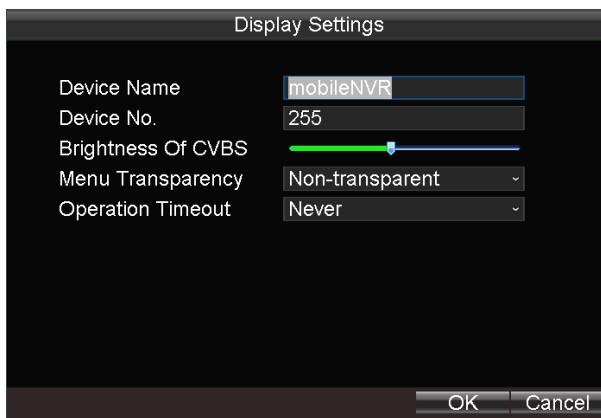 Display Settings
Device Name mobileNVR
Device No. 255
Brightness Of CVBS
Menu Transparency Non-transparent
Operation Timeout Never
OK Cancel